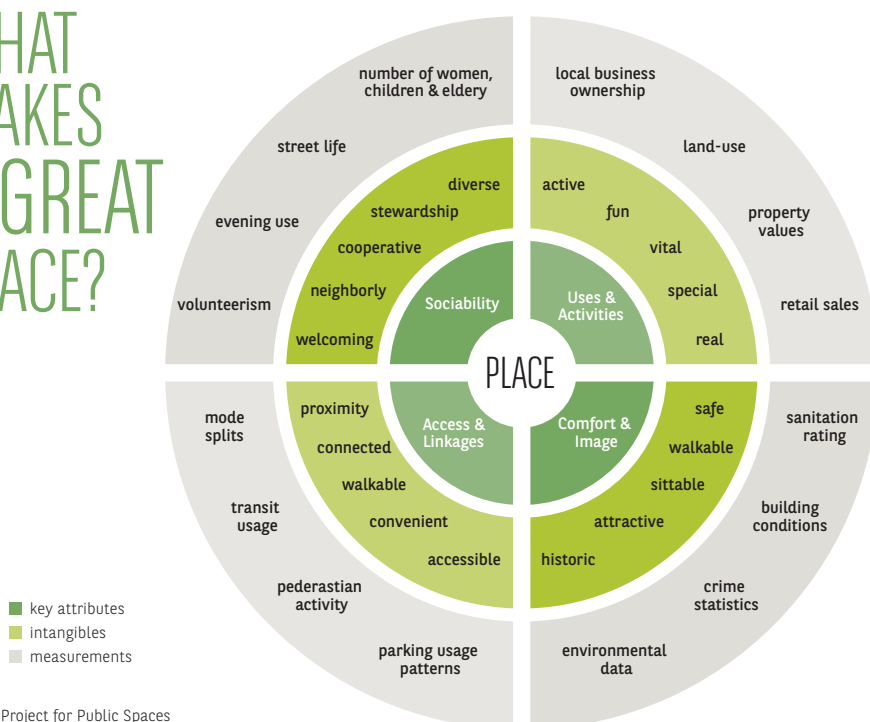 HAT
AKES
GREAT
ACE?
number of women,
children & eldery
street life
evening use
volunteerism
diverse
stewardship
cooperative
neighborly
welcoming
Sociability
local business
ownership
land-use
property
values
retail sales
active
fun
vital
special
real
Uses &
Activities
PLACE
Access &
Linkages
proximity
connected
walkable
convenient
accessible
mode
splits
transit
usage
pederastian
activity
parking usage
patterns
Comfort &
Image
safe
walkable
sittable
attractive
historic
sanitation
rating
building
conditions
crime
statistics
environmental
data
key attributes
intangibles
measurements
Project for Public Spaces